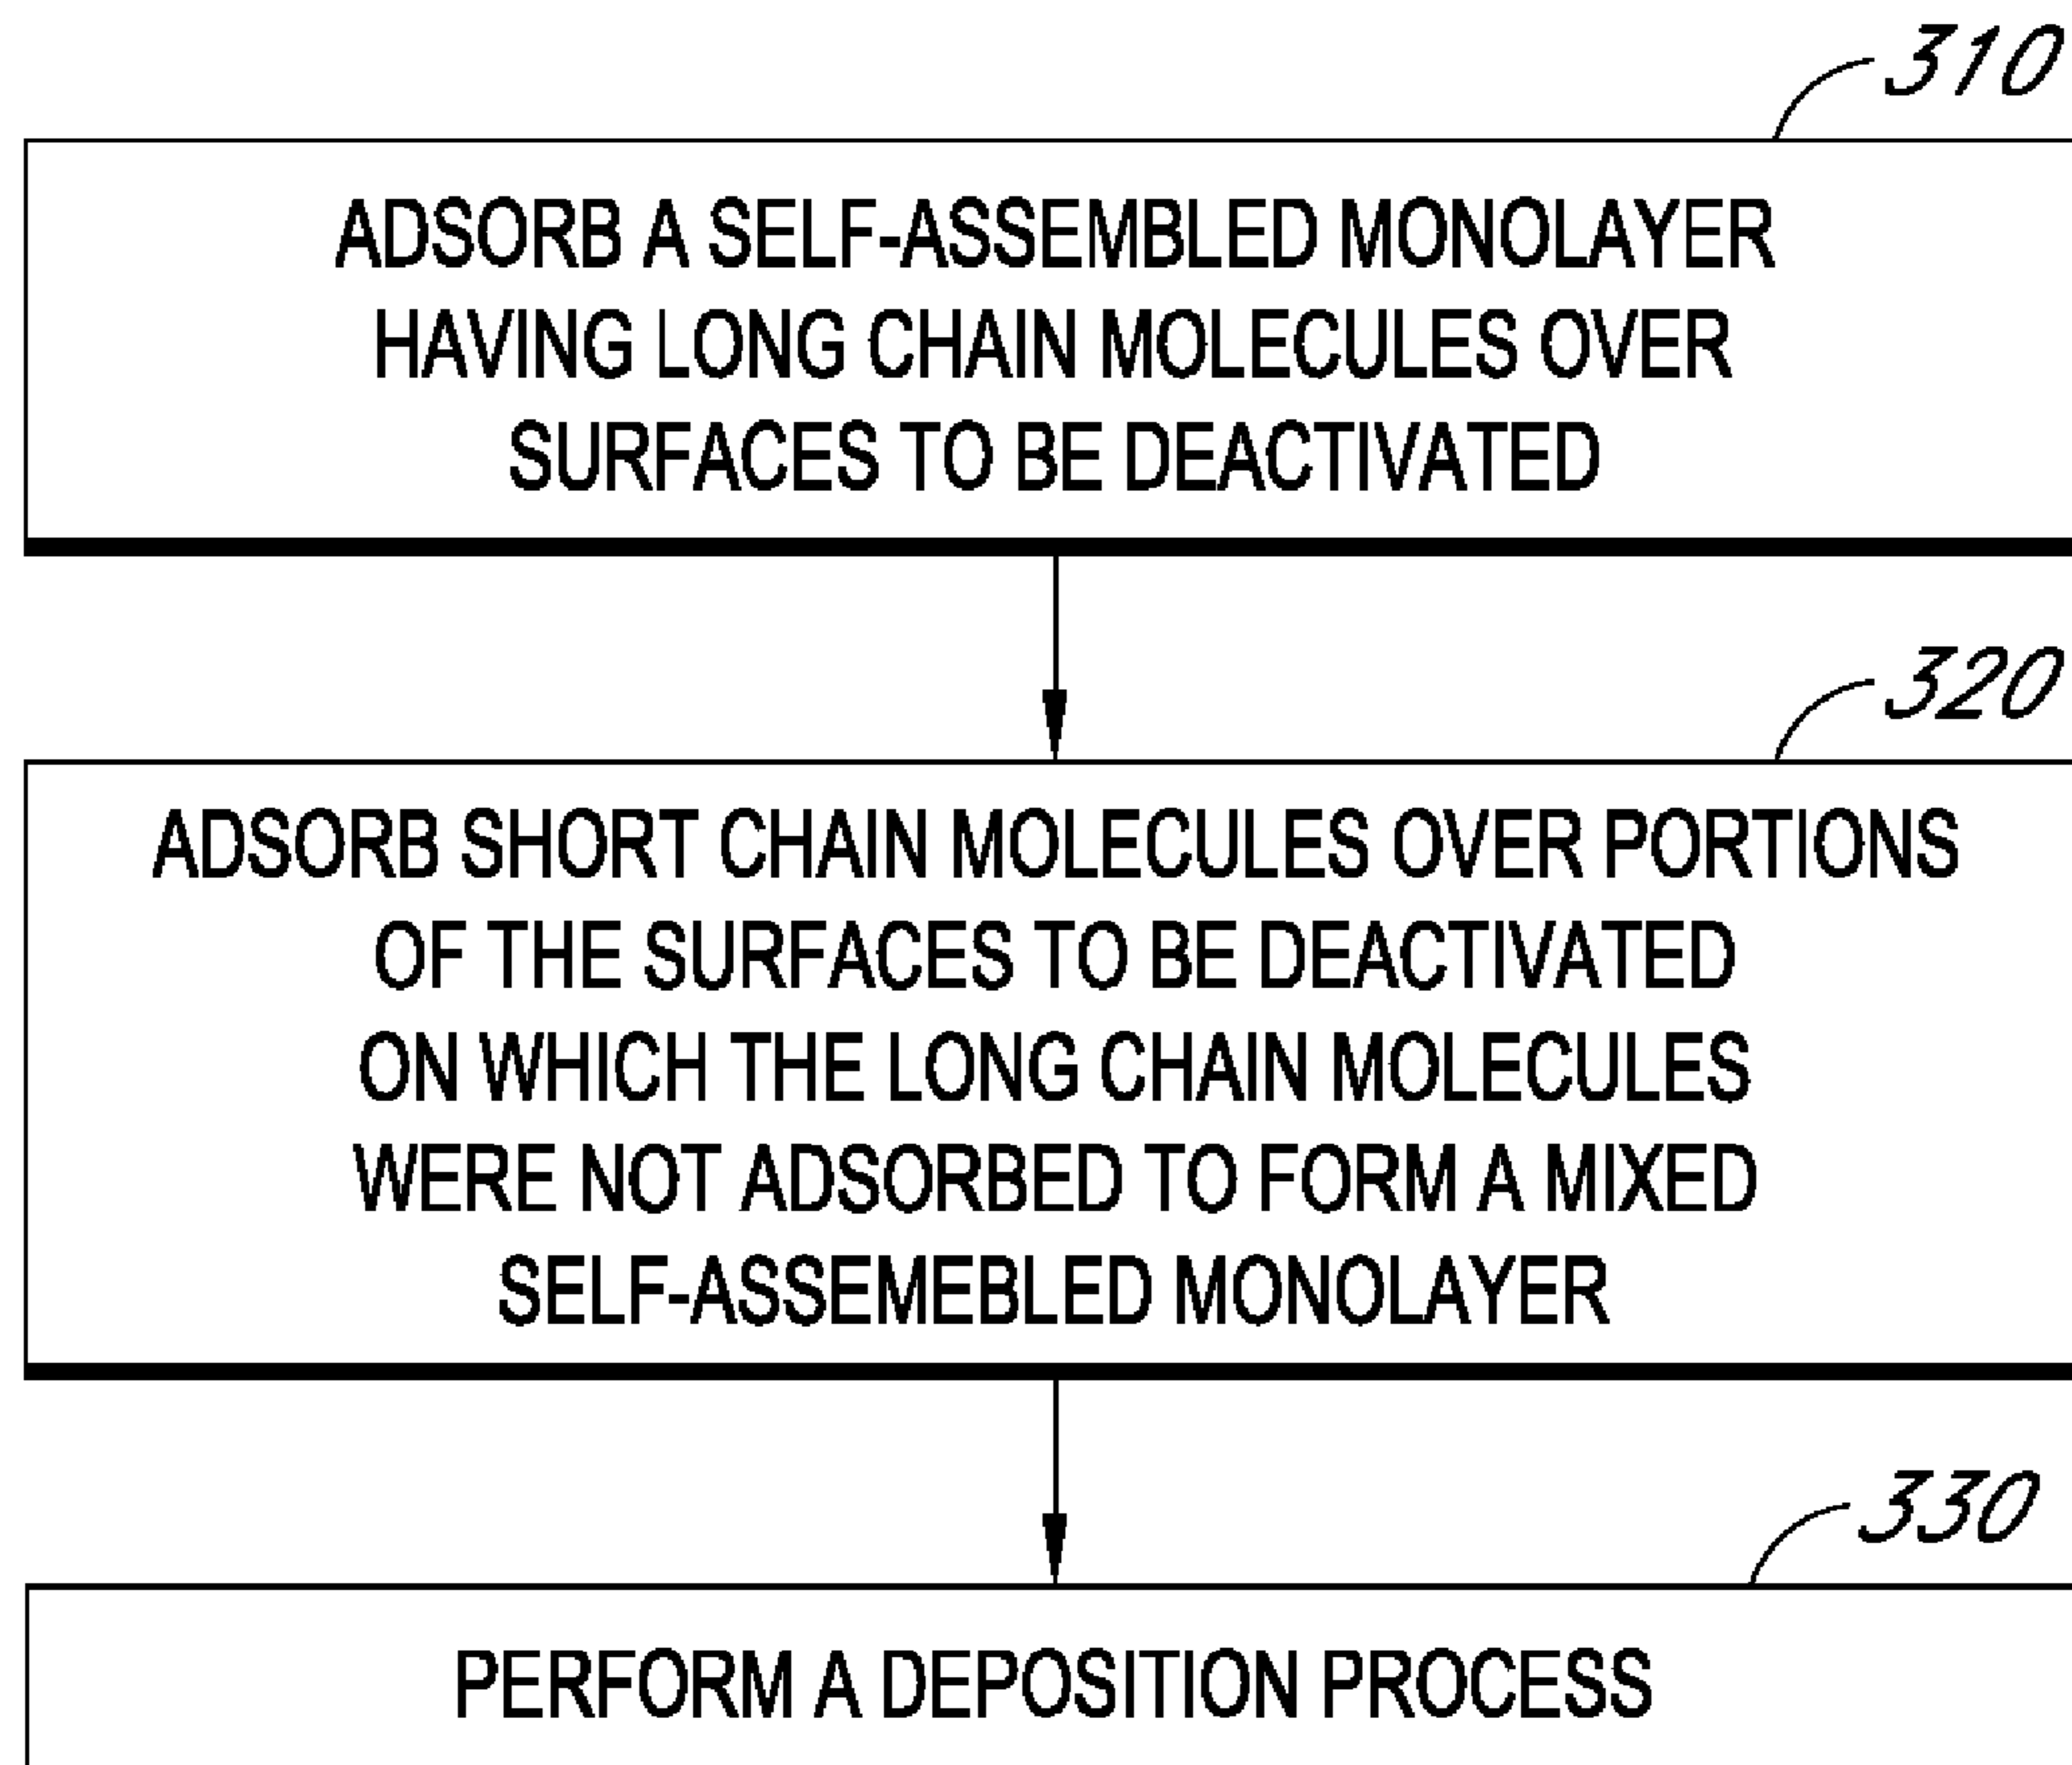 310
ADSORB A SELF-ASSEMBLED MONOLAYER
HAVING LONG CHAIN MOLECULES OVER
SURFACES TO BE DEACTIVATED
320
ADSORB SHORT CHAIN MOLECULES OVER PORTIONS
OF THE SURFACES TO BE DEACTIVATED
ON WHICH THE LONG CHAIN MOLECULES
WERE NOT ADSORBED TO FORM A MIXED
SELF-ASSEMEBLED MONOLAYER
330
PERFORM A DEPOSITION PROCESS